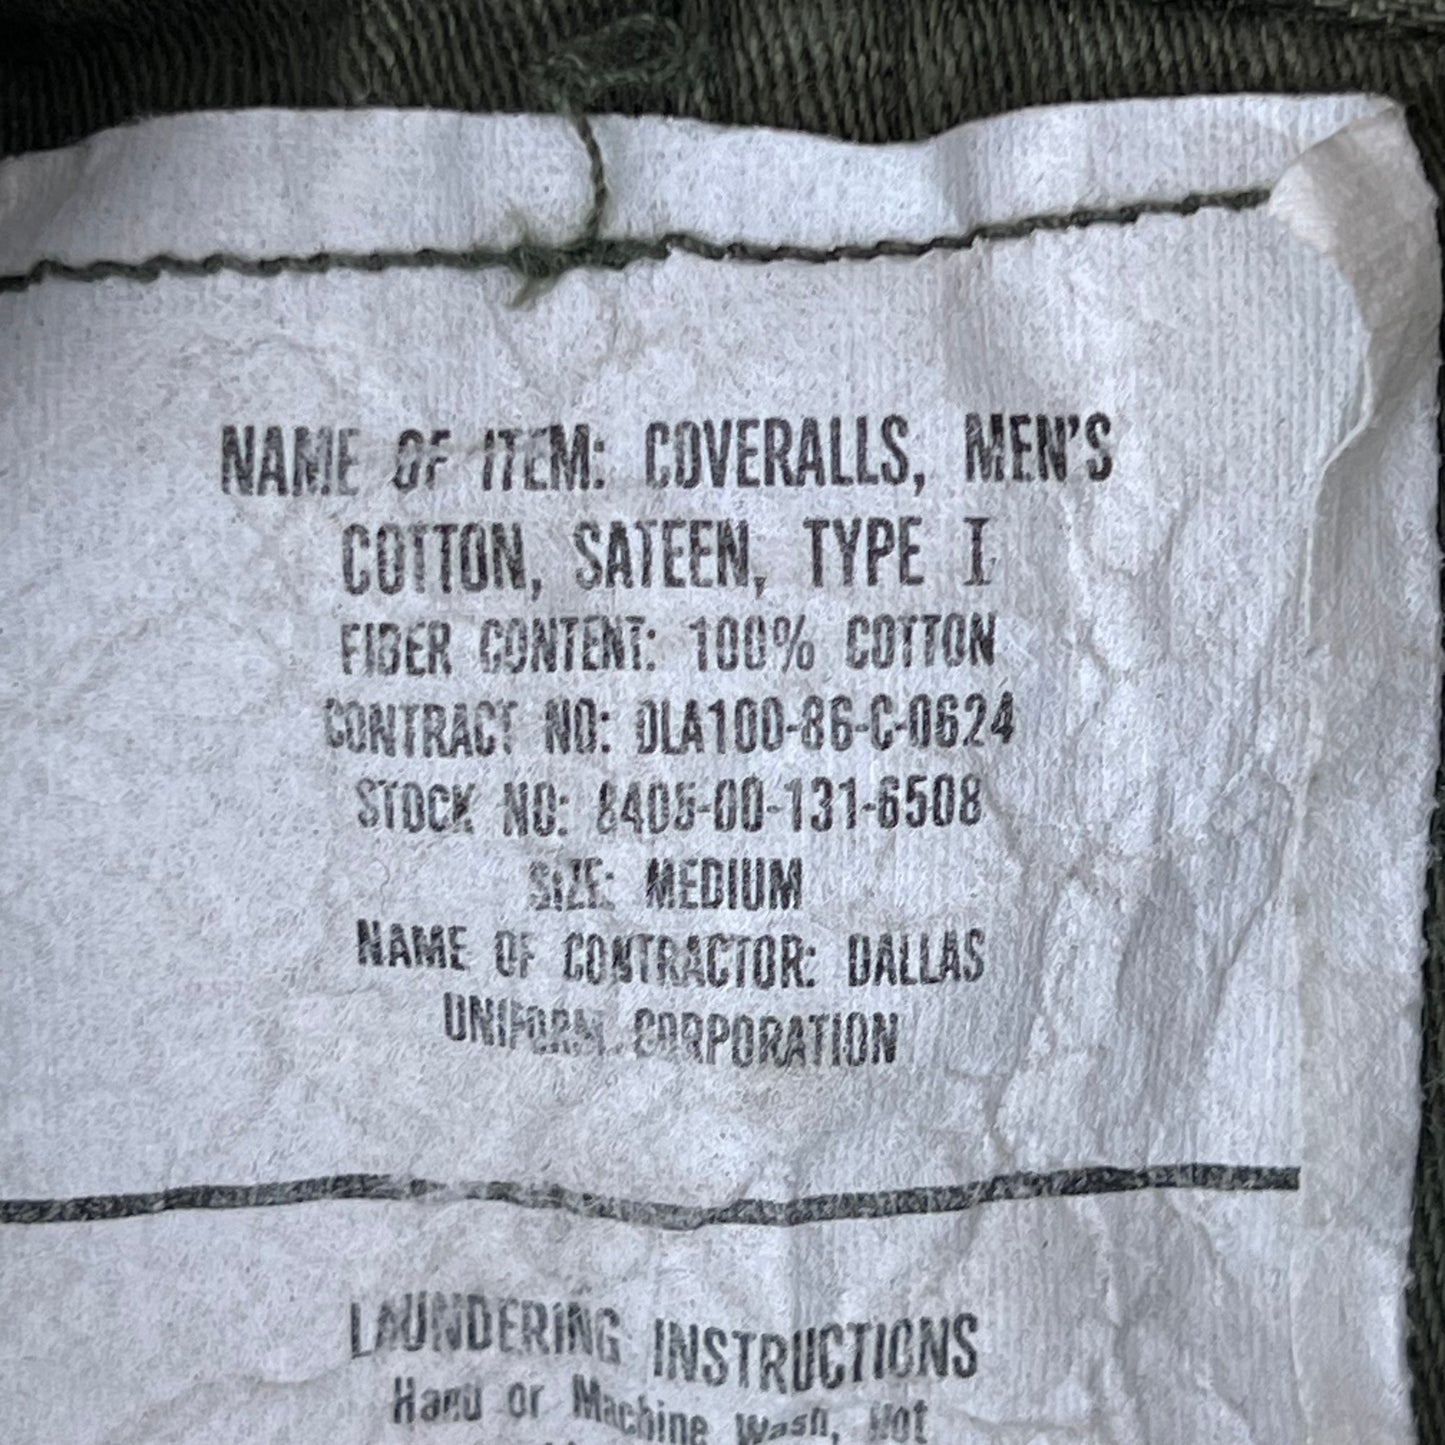 NAME OF ITEM: COVERALLS, MEN'S
COTTON, SATEEN, TYPE I
FIBER CONTENT: 100% COTTON
CONTRACT NO: DLA100-86-C-0624
STOCK NO: 8405-00-131-6508
SIZE: MEDIUM
NAME OF CONTRACTOR: DALLAS
UNIFORM CORPORATION
LAUNDERING INSTRUCTIONS
Hand or Machine Wash, Hot